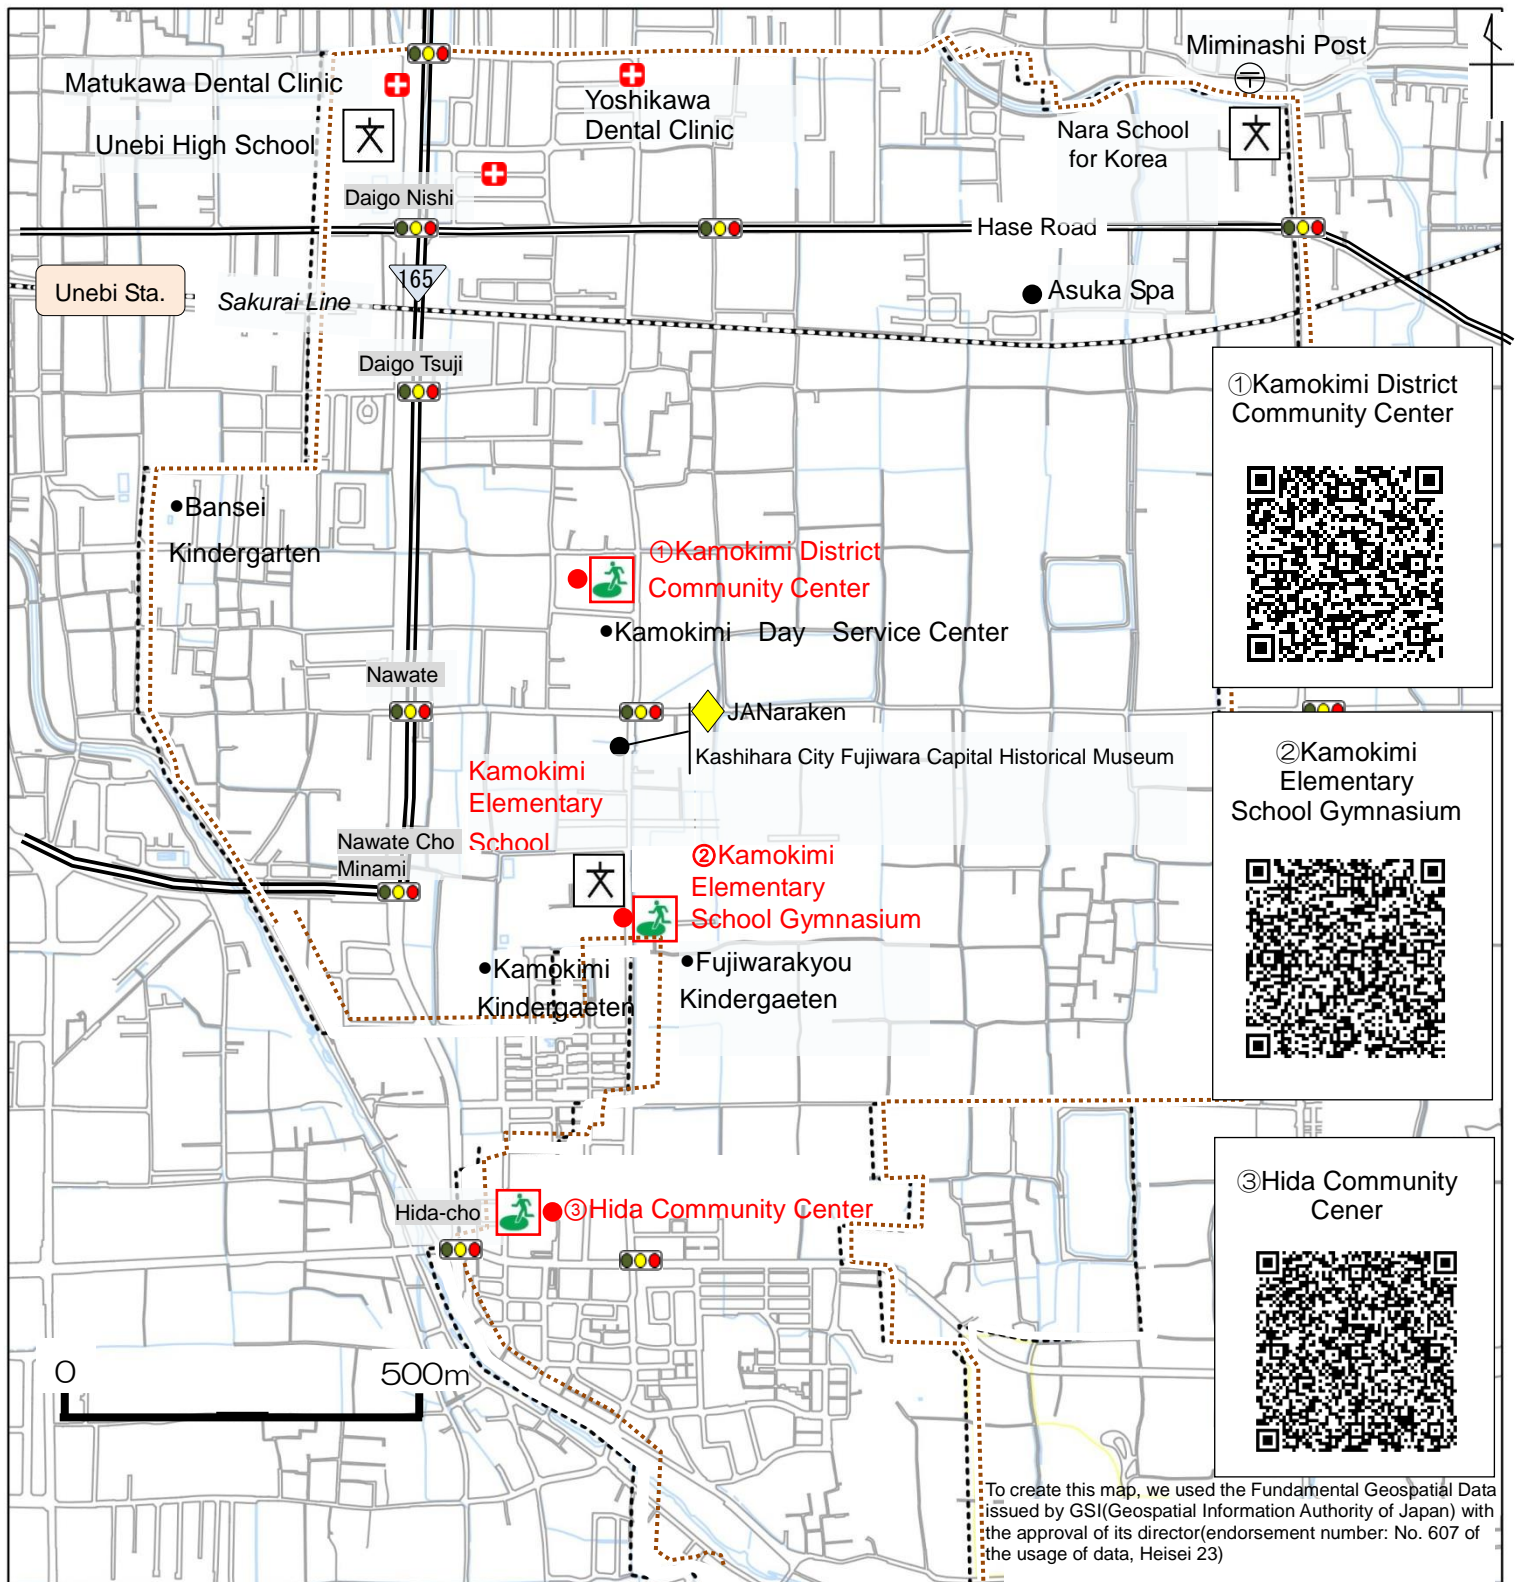 Miminashi Post
Matukawa Dental Clinic
Yoshikawa
Dental Clinic
Unebi High School
文
Nara School
for Korea
文
Daigo Nishi
Hase Road
165
Unebi Sta.
Sakurai Line
Asuka Spa
Daigo Tsuji
①Kamokimi District
Community Center
•Bansei
Kindergarten
①Kamokimi District
Community Center
•Kamokimi Day Service Center
Nawate
JANaraken
Kashihara City Fujiwara Capital Historical Museum
②Kamokimi
Elementary
School Gymnasium
Kamokimi
Elementary
School
Nawate Cho
Minami
文
②Kamokimi
Elementary
School Gymnasium
•Kamokimi
Kindergaeten
•Fujiwarakyou
Kindergaeten
Hida-cho
③Hida Community Center
③Hida Community
Cener
0
500m
To create this map, we used the Fundamental Geospatial Data
issued by GSI(Geospatial Information Authority of Japan) with
the approval of its director(endorsement number: No. 607 of
the usage of data, Heisei 23)